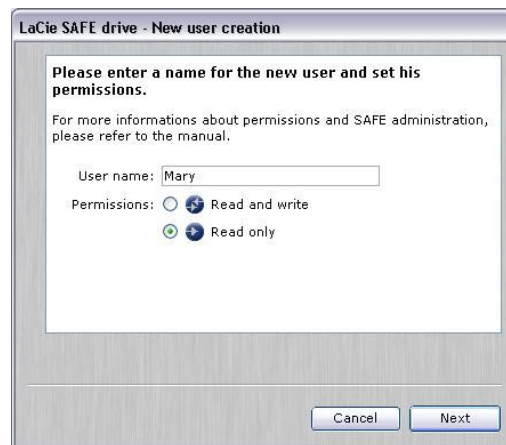 LaCie SAFE drive - New user creation
Please enter a name for the new user and set his
permissions.
For more informations about permissions and SAFE administration,
please refer to the manual.
User name: Mary
Permissions: Read and write
Read only
Cancel Next